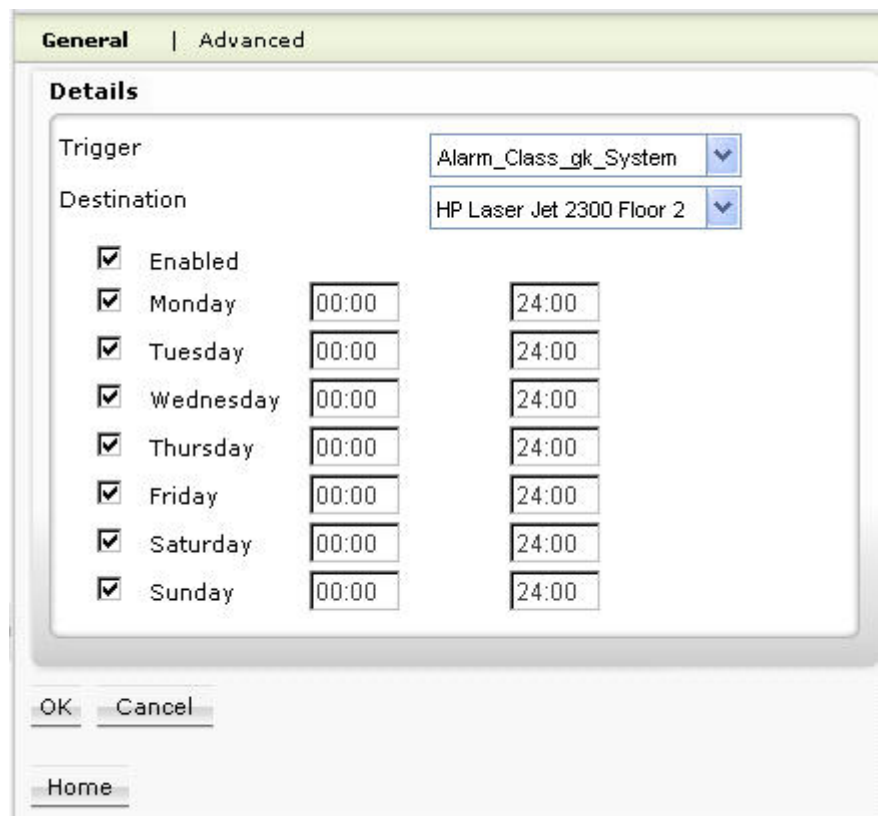 General | Advanced
Details
Trigger Alarm_Class_gk_System
Destination HP Laser Jet 2300 Floor 2
Enabled
Monday 00:00 24:00
Tuesday 00:00 24:00
Wednesday 00:00 24:00
Thursday 00:00 24:00
Friday 00:00 24:00
Saturday 00:00 24:00
Sunday 00:00 24:00
OK Cancel
Home